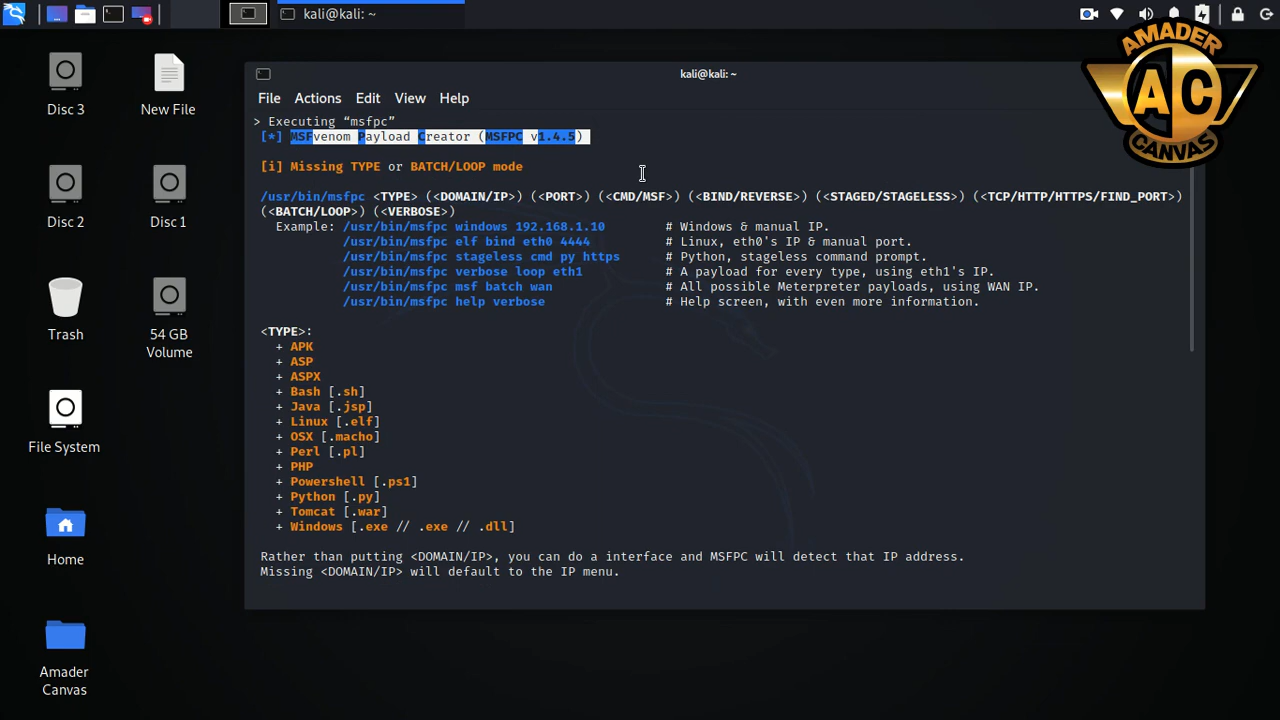 kali@kali: ~
AMADER
AC
CANVAS
Disc 3
New File
Disc 2
Disc 1
Trash
54 GB
Volume
File System
Home
Amader
Canvas
kali@kali: ~
File Actions Edit View Help
> Executing “msfpc”
[*] MSFvenom Payload Creator (MSFPC v1.4.5)
[i] Missing TYPE or BATCH/LOOP mode
/usr/bin/msfpc <TYPE> (<DOMAIN/IP>) (<PORT>) (<CMD/MSF>) (<BIND/REVERSE>) (<STAGED/STAGELESS>) (<TCP/HTTP/HTTPS/FIND_PORT>)
(<BATCH/LOOP>) (<VERBOSE>)
Example: /usr/bin/msfpc windows 192.168.1.10 # Windows & manual IP.
/usr/bin/msfpc elf bind eth0 4444 # Linux, eth0's IP & manual port.
/usr/bin/msfpc stageless cmd py https # Python, stageless command prompt.
/usr/bin/msfpc verbose loop eth1 # A payload for every type, using eth1's IP.
/usr/bin/msfpc msf batch wan # All possible Meterpreter payloads, using WAN IP.
/usr/bin/msfpc help verbose # Help screen, with even more information.
<TYPE>:
+ APK
+ ASP
+ ASPX
+ Bash [.sh]
+ Java [.jsp]
+ Linux [.elf]
+ OSX [.macho]
+ Perl [.pl]
+ PHP
+ Powershell [.ps1]
+ Python [.py]
+ Tomcat [.war]
+ Windows [.exe // .exe // .dll]
Rather than putting <DOMAIN/IP>, you can do a interface and MSFPC will detect that IP address.
Missing <DOMAIN/IP> will default to the IP menu.